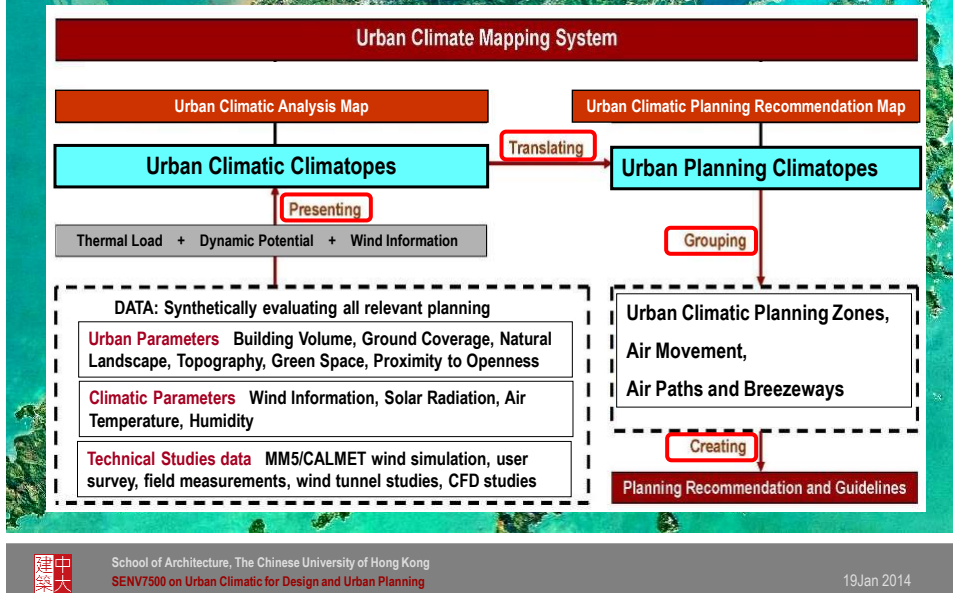 Urban Climate Mapping System
Urban Climatic Analysis Map
Urban Climatic Planning Recommendation Map
Urban Climatic Climatopes
Translating
Urban Planning Climatopes
Presenting
Thermal Load + Dynamic Potential + Wind Information
Grouping
DATA: Synthetically evaluating all relevant planning
Urban Parameters Building Volume, Ground Coverage, Natural
Landscape, Topography, Green Space, Proximity to Openness
Climatic Parameters Wind Information, Solar Radiation, Air
Temperature, Humidity
Technical Studies data MM5/CALMET wind simulation, user
survey, field measurements, wind tunnel studies, CFD studies
Urban Climatic Planning Zones,
Air Movement,
Air Paths and Breezeways
Creating
Planning Recommendation and Guidelines
建中
築大
School of Architecture, The Chinese University of Hong Kong
SENV7500 on Urban Climatic for Design and Urban Planning
19Jan 2014